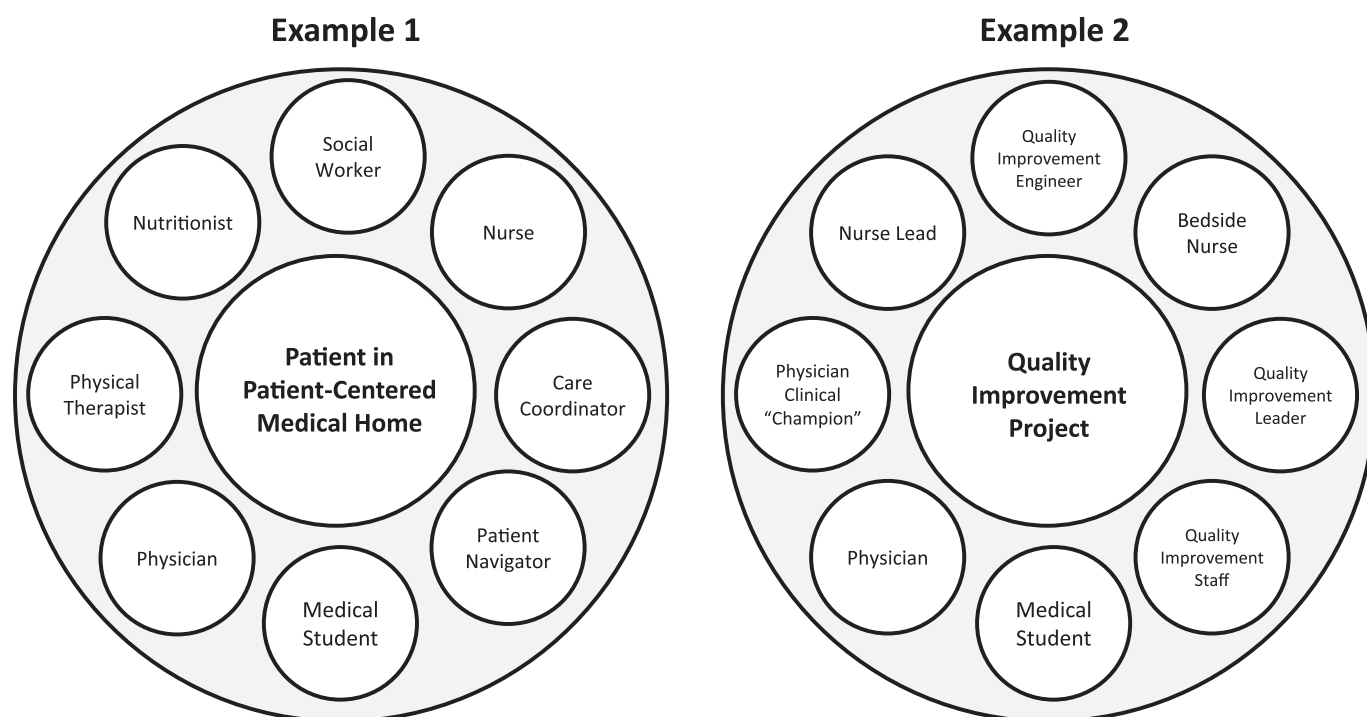 Example 1
Social
Worker
Nutritionist
Nurse
Patient in
Patient-Centered
Medical Home
Physical
Therapist
Care
Coordinator
Physician
Patient
Navigator
Medical
Student
Example 2
Quality
Improvement
Engineer
Nurse Lead
Bedside
Nurse
Physician
Clinical
“Champion”
Quality
Improvement
Project
Quality
Improvement
Leader
Physician
Quality
Improvement
Staff
Medical
Student